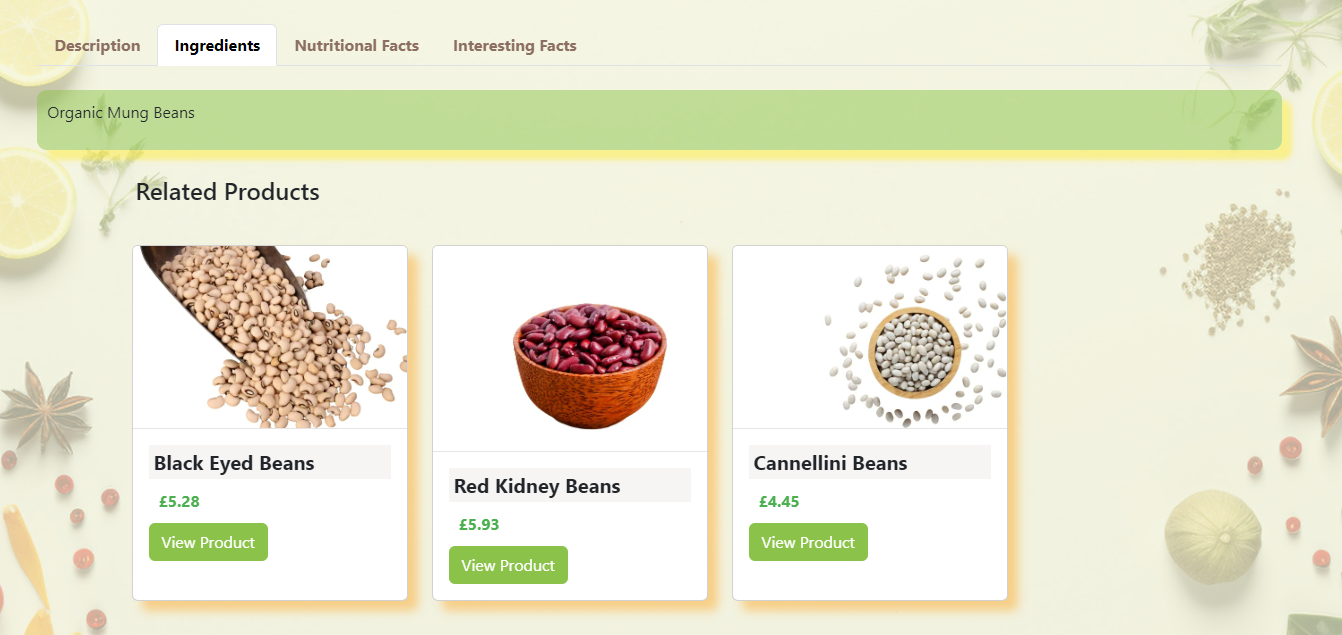 Description Ingredients Nutritional Facts Interesting Facts
Organic Mung Beans
Related Products
Black Eyed Beans
£5.28
View Product
Red Kidney Beans
£5.93
View Product
Cannellini Beans
£4.45
View Product